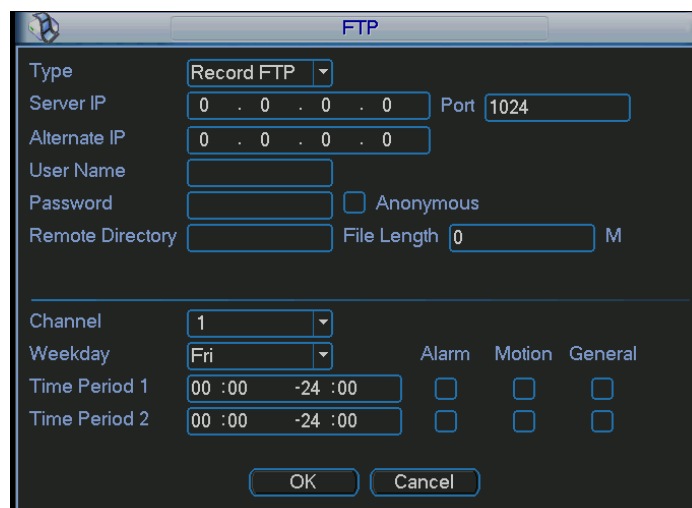 FTP
Type Record FTP
Server IP 0 . 0 . 0 . 0 Port 1024
Alternate IP 0 . 0 . 0 . 0
User Name
Password Anonymous
Remote Directory File Length 0 M
Channel 1
Weekday Fri Alarm Motion General
Time Period 1 00 :00 -24 :00
Time Period 2 00 :00 -24 :00
OK Cancel